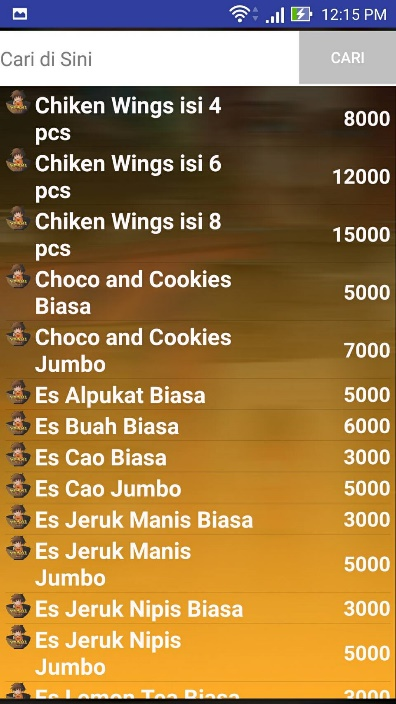 12:15 PM
Cari di Sini
CARI
Chiken Wings isi 4
pcs
8000
Chiken Wings isi 6
pcs
12000
Chiken Wings isi 8
pcs
15000
Choco and Cookies
Biasa
5000
Choco and Cookies
Jumbo
7000
Es Alpukat Biasa 5000
Es Buah Biasa 6000
Es Cao Biasa 3000
Es Cao Jumbo 5000
Es Jeruk Manis Biasa 3000
Es Jeruk Manis
Jumbo
5000
Es Jeruk Nipis Biasa 3000
Es Jeruk Nipis
Jumbo
5000
Es Lemon Tea Biasa 3000